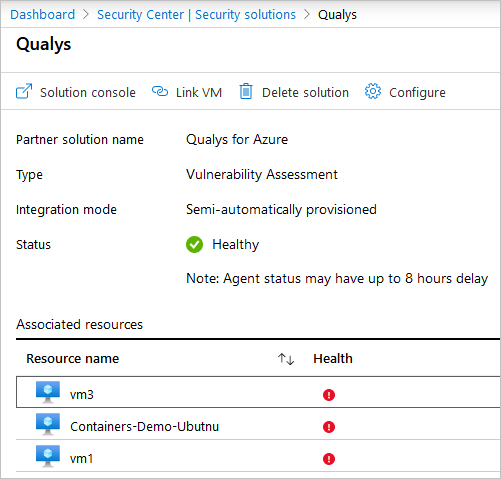 Dashboard > Security Center | Security solutions > Qualys
Qualys
Solution console Link VM Delete solution Configure
Partner solution name Qualys for Azure
Type Vulnerability Assessment
Integration mode Semi-automatically provisioned
Status Healthy
Note: Agent status may have up to 8 hours delay
Associated resources
Resource name ↑↓ Health
vm3
Containers-Demo-Ubutnu
vm1